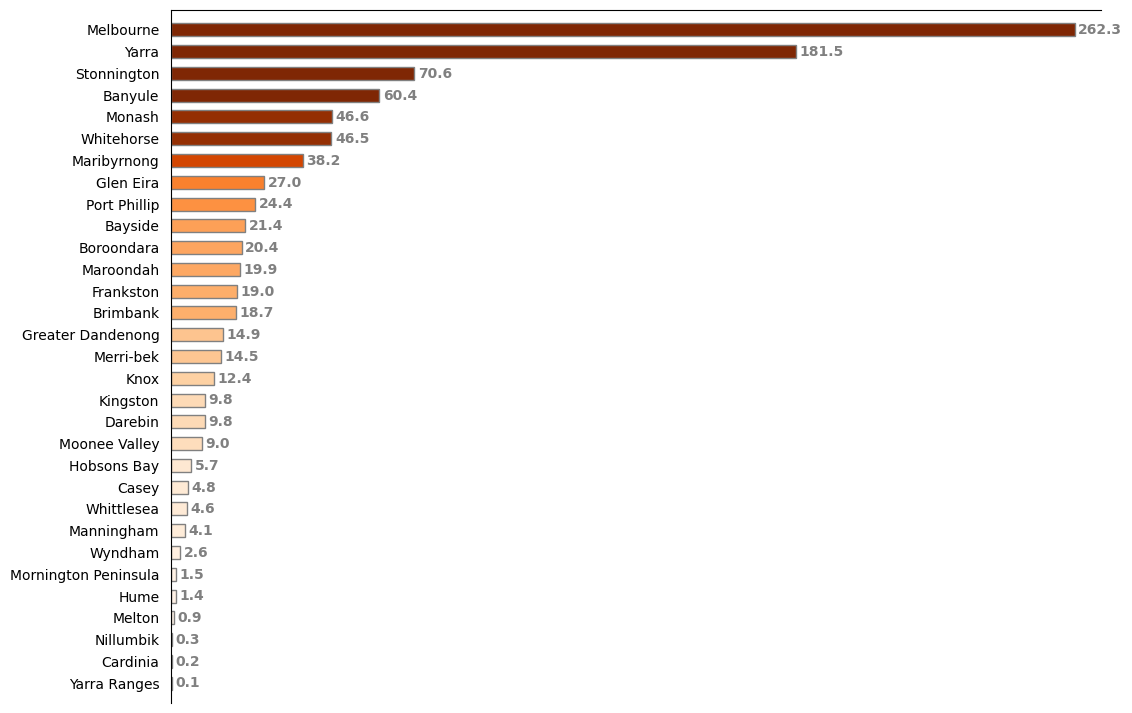 Melbourne 262.3
Yarra 181.5
Stonnington 70.6
Banyule 60.4
Monash 46.6
Whitehorse 46.5
Maribyrnong 38.2
Glen Eira 27.0
Port Phillip 24.4
Bayside 21.4
Boroondara 20.4
Maroondah 19.9
Frankston 19.0
Brimbank 18.7
Greater Dandenong 14.9
Merri-bek 14.5
Knox 12.4
Kingston 9.8
Darebin 9.8
Moonee Valley 9.0
Hobsons Bay 5.7
Casey 4.8
Whittlesea 4.6
Manningham 4.1
Wyndham 2.6
Mornington Peninsula 1.5
Hume 1.4
Melton 0.9
Nillumbik 0.3
Cardinia 0.2
Yarra Ranges 0.1